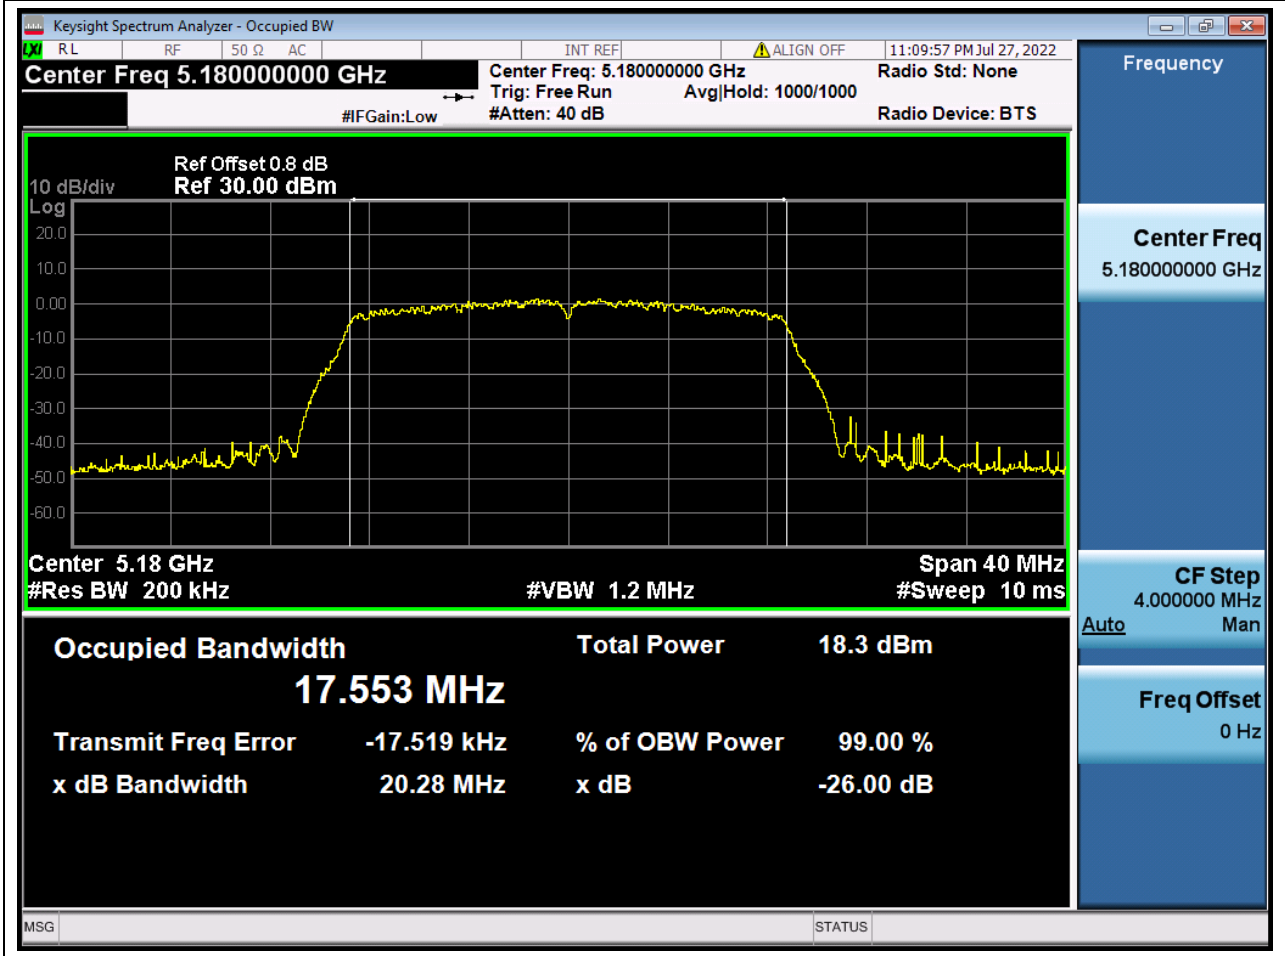 Keysight Spectrum Analyzer - Occupied BW
LXI RL RF 50 Ω AC INT REF ALIGN OFF 11:09:57 PM Jul 27, 2022
Center Freq 5.180000000 GHz
Center Freq: 5.180000000 GHz
Radio Std: None
Trig: Free Run
Avg|Hold: 1000/1000
#IFGain:Low
#Atten: 40 dB
Radio Device: BTS
Frequency
Ref Offset 0.8 dB
10 dB/div
Ref 30.00 dBm
Log
20.0
10.0
0.00
-10.0
-20.0
-30.0
-40.0
-50.0
-60.0
Center 5.18 GHz
Span 40 MHz
#Res BW 200 kHz
#VBW 1.2 MHz
#Sweep 10 ms
Occupied Bandwidth
17.553 MHz
Total Power 18.3 dBm
Transmit Freq Error -17.519 kHz
% of OBW Power 99.00 %
x dB Bandwidth 20.28 MHz
x dB -26.00 dB
Center Freq
5.180000000 GHz
CF Step
4.000000 MHz
Auto Man
Freq Offset
0 Hz
MSG
STATUS